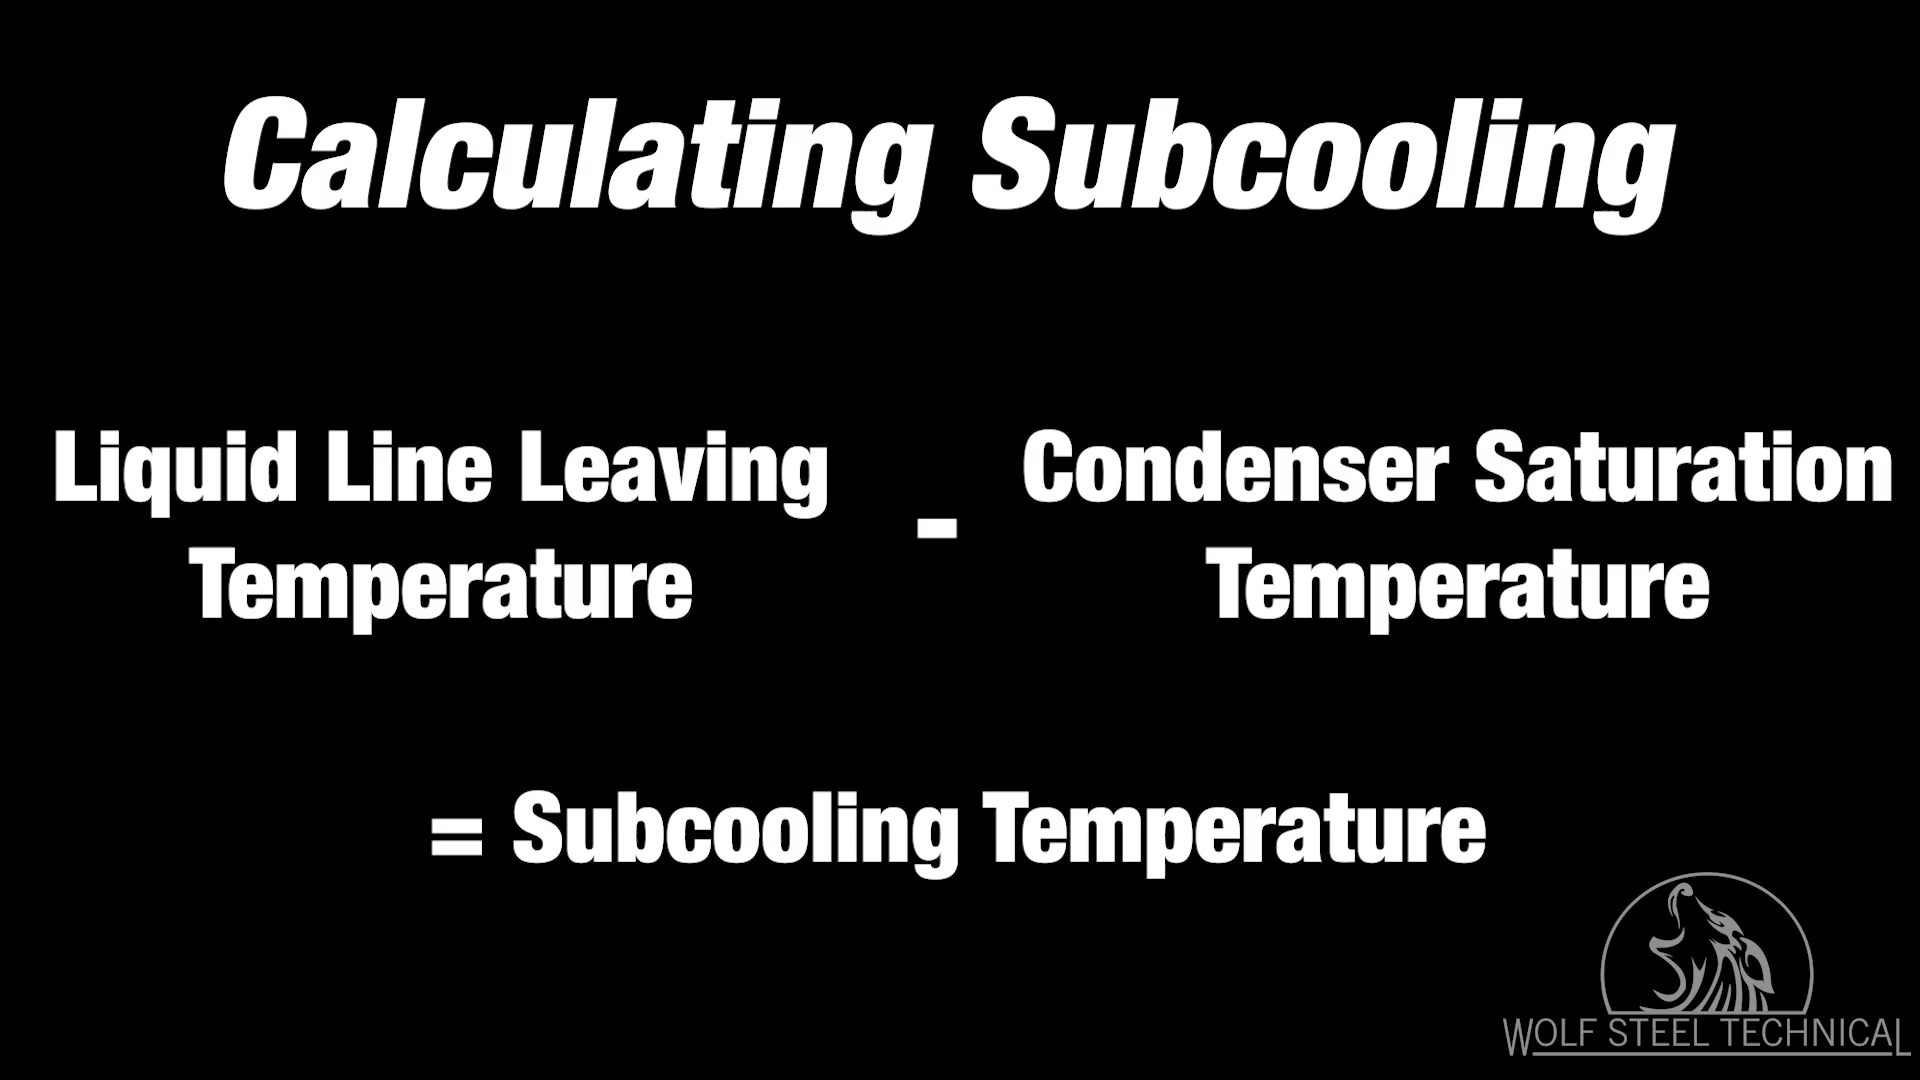 Calculating Subcooling
Liquid Line Leaving
Temperature
-
Condenser Saturation
Temperature
= Subcooling Temperature
WOLF STEEL TECHNICAL